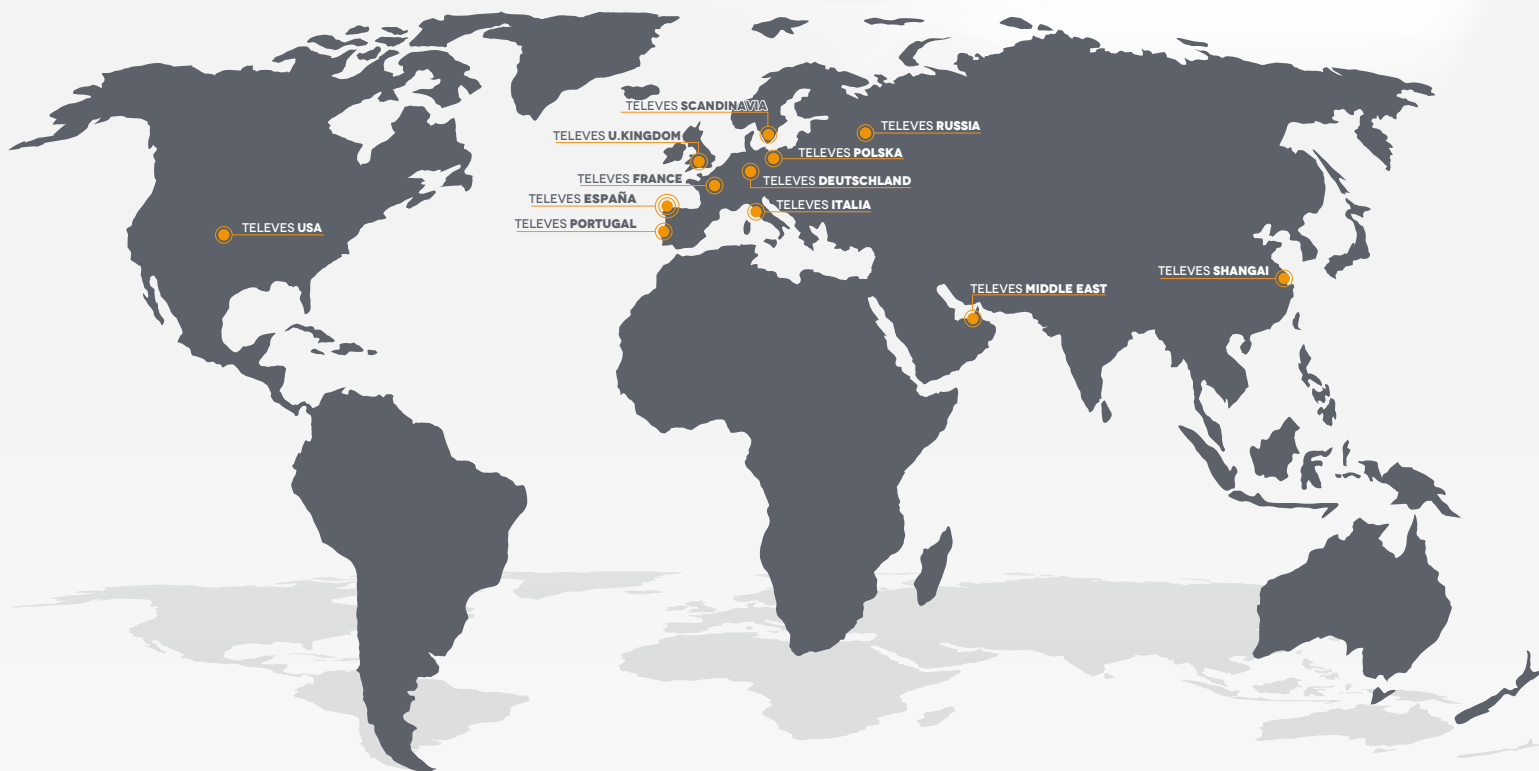 TELEVES SCANDINAVIA
TELEVES RUSSIA
TELEVES U.KINGDOM
TELEVES POLSKA
TELEVES FRANCE
TELEVES DEUTSCHLAND
TELEVES ESPAÑA
TELEVES ITALIA
TELEVES PORTUGAL
TELEVES USA
TELEVES SHANGAI
TELEVES MIDDLE EAST